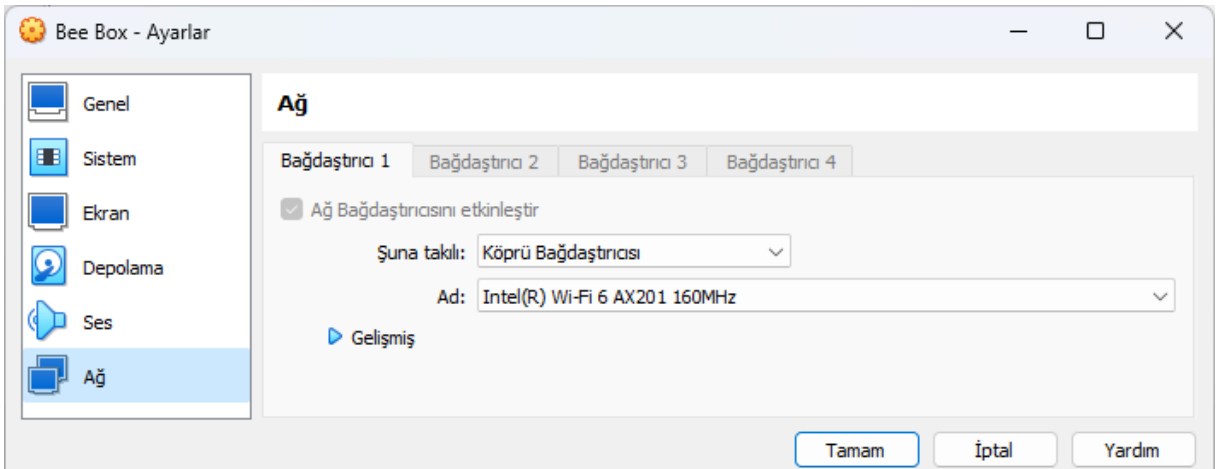 Bee Box - Ayarlar
Genel
Sistem
Ekran
Depolama
Ses
Ağ
Ağ
Bağdaştırıcı 1 Bağdaştırıcı 2 Bağdaştırıcı 3 Bağdaştırıcı 4
Ağ Bağdaştırıcısını etkinleştir
Şuna takılı: Köprü Bağdaştırıcısı
Ad: Intel(R) Wi-Fi 6 AX201 160MHz
Gelişmiş
Tamam İptal Yardım